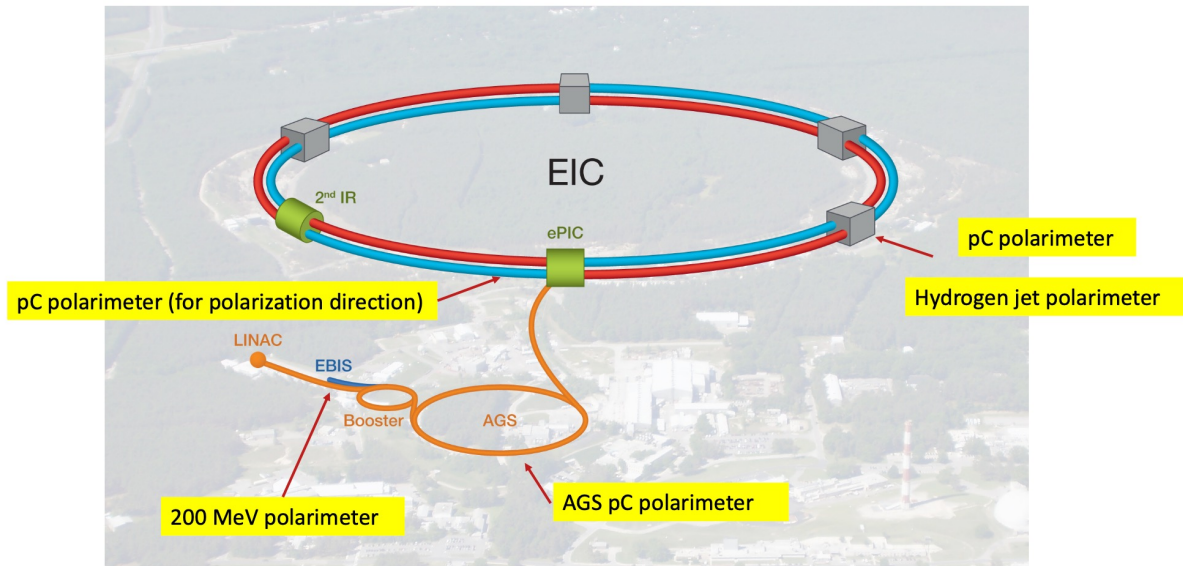 EIC
2nd IR
ePIC
pC polarimeter
Hydrogen jet polarimeter
pC polarimeter (for polarization direction)
LINAC
EBIS
Booster
AGS
200 MeV polarimeter
AGS pC polarimeter